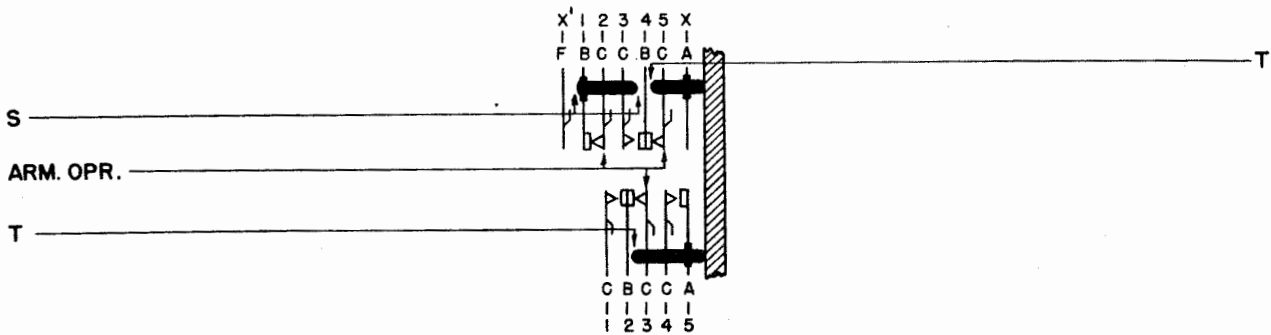 X' 1 2 3 4 5 X
F B C C B C A
T
S
ARM. OPR.
T
C B C C A
1 2 3 4 5